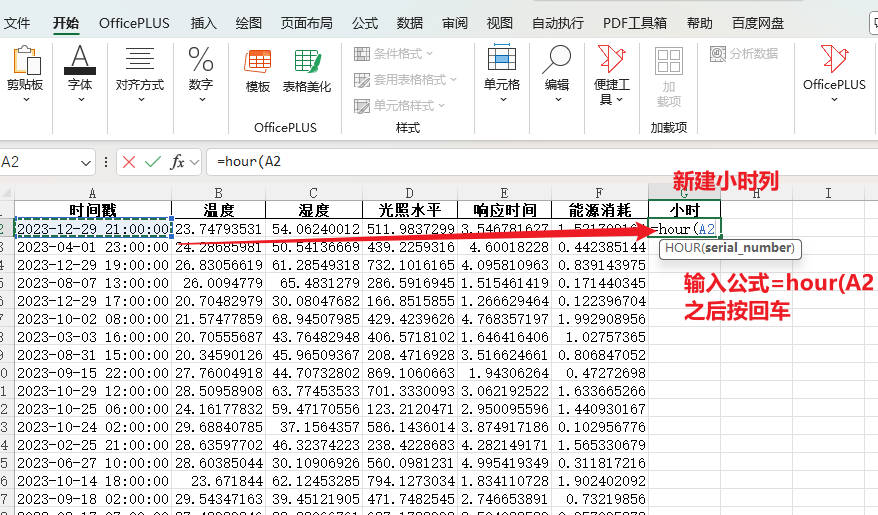 文件 开始 OfficePLUS 插入 绘图 页面布局 公式 数据 审阅 视图 自动执行 PDF工具箱 帮助 百度网盘
剪贴板 字体 对齐方式 数字 模板 表格美化 条件格式 套用表格格式 单元格样式 单元格 编辑 便捷工具 加载项 分析数据 OfficePLUS
OfficePLUS 样式 加载项
A2 fx =hour(A2
新建小时列
A B C D E F G H I
时间戳 温度 湿度 光照水平 响应时间 能源消耗 小时
2023-12-29 21:00:00 23.74793531 54.06240012 511.9837299 3.546781627 =hour(A2
HOUR(serial_number)
2023-04-01 23:00:00 24.28685981 50.54136669 439.2259316 4.60018228 0.442385144
2023-12-29 19:00:00 26.83056619 61.28549318 732.1016165 4.095810963 0.839143975
2023-08-07 13:00:00 26.0094779 65.4831279 286.5916945 1.515461419 0.171440345
输入公式=hour(A2
2023-12-29 17:00:00 20.70482979 30.08047682 166.8515855 1.266629464 0.122396704
之后按回车
2023-10-02 08:00:00 21.57477859 68.94507985 429.4239626 4.768357197 1.992908956
2023-03-03 16:00:00 20.70555687 43.76482948 406.5718102 1.646416406 1.02757365
2023-08-31 15:00:00 20.34590126 45.96509367 208.4716928 3.516624661 0.806847052
2023-09-15 22:00:00 27.76004918 44.70732802 869.1060663 1.94306264 0.47272698
2023-10-29 12:00:00 28.50958908 63.77453533 701.3330093 3.062192522 1.633665266
2023-10-25 06:00:00 24.16177832 59.47170556 123.2120471 2.950095596 1.440930167
2023-10-24 02:00:00 29.68840785 37.1564357 586.1436014 3.874917186 0.102956776
2023-02-25 21:00:00 28.63597702 46.32374223 238.4228683 4.282149171 1.565330679
2023-06-27 10:00:00 28.60385044 30.10906926 560.0981231 4.995419349 0.311817216
2023-10-14 18:00:00 23.671844 62.12453285 794.1273034 1.834110728 1.902402092
2023-09-18 02:00:00 29.54347163 39.45121905 471.7482545 2.746653891 0.73219856